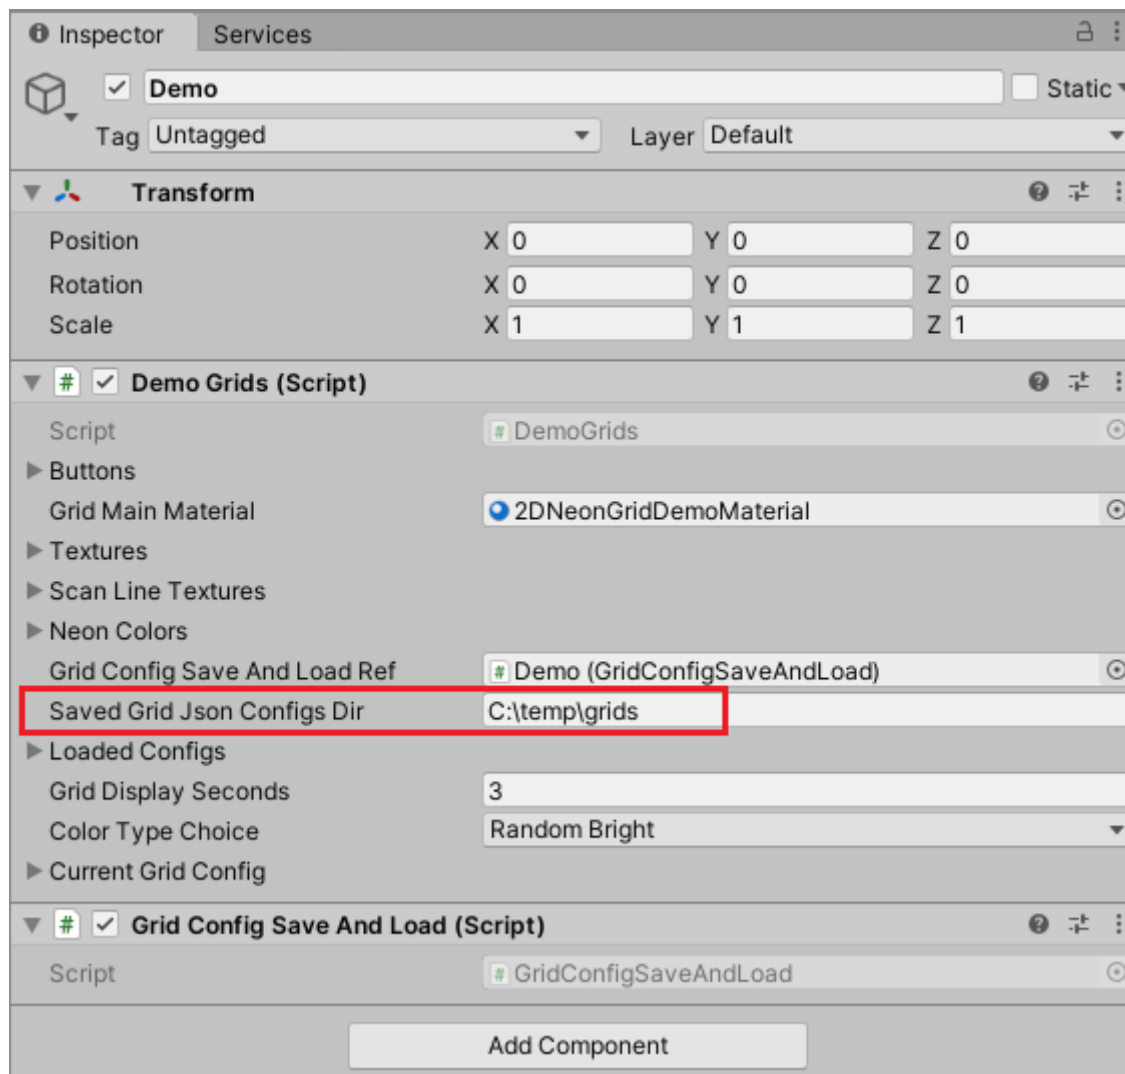 Inspector Services
Demo Static
Tag Untagged Layer Default
Transform
Position X 0 Y 0 Z 0
Rotation X 0 Y 0 Z 0
Scale X 1 Y 1 Z 1
# Demo Grids (Script)
Script # DemoGrids
Buttons
Grid Main Material 2DNeonGridDemoMaterial
Textures
Scan Line Textures
Neon Colors
Grid Config Save And Load Ref # Demo (GridConfigSaveAndLoad)
Saved Grid Json Configs Dir C:\temp\grids
Loaded Configs
Grid Display Seconds 3
Color Type Choice Random Bright
Current Grid Config
# Grid Config Save And Load (Script)
Script # GridConfigSaveAndLoad
Add Component